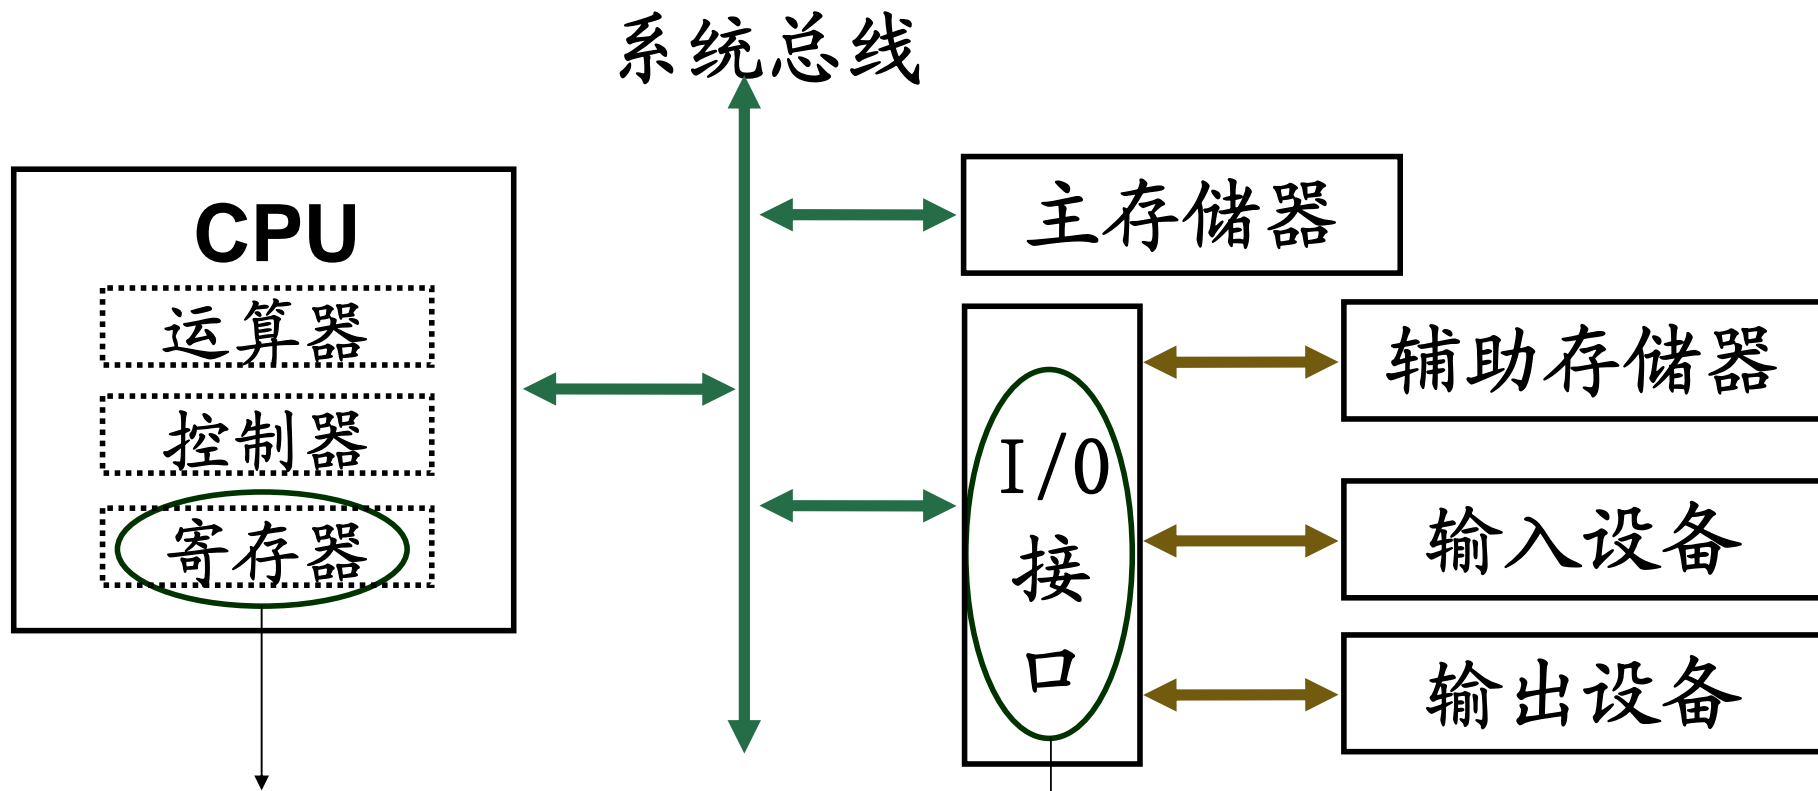 系统总线
CPU
运算器
控制器
寄存器
主存储器
I/O
接
口
辅助存储器
输入设备
输出设备